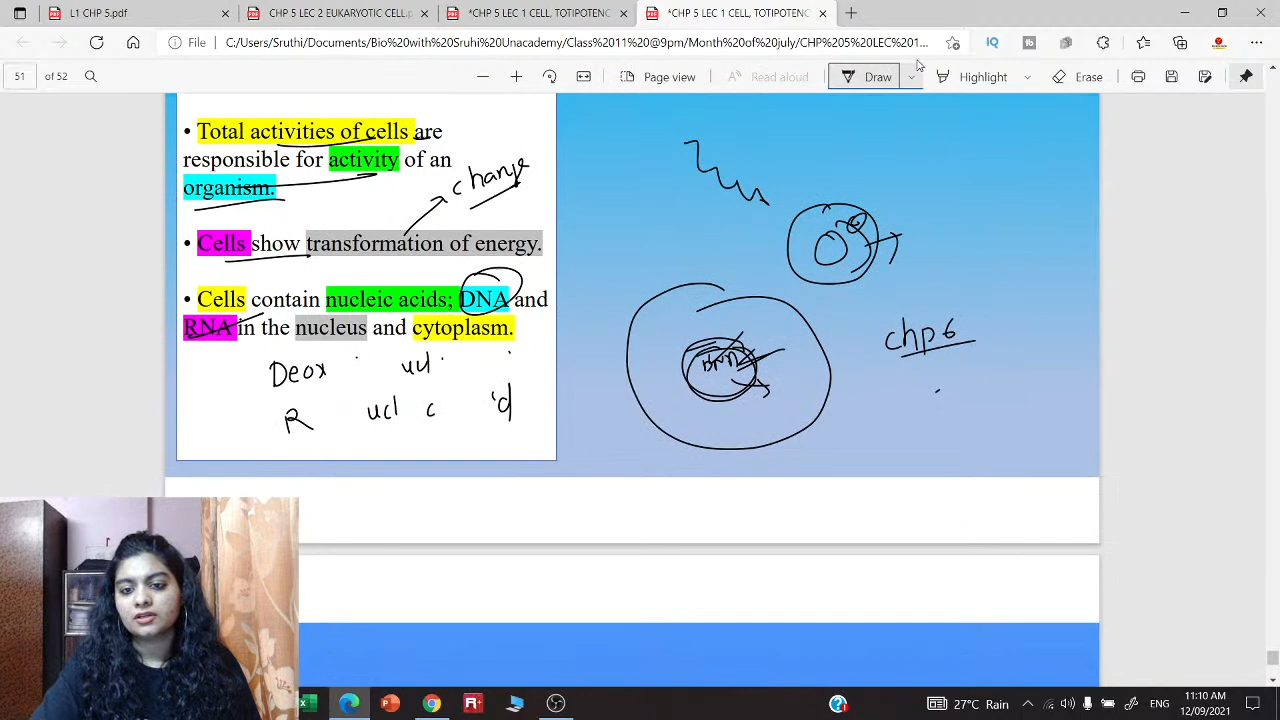 L1 CHP 5.pdf
CHP 5 LEC 2 EUKARYOTIC CELL.p
*CHP 5 LEC 1 CELL, TOTIPOTENC
*CHP 5 LEC 1 CELL, TOTIPOTENC
File
C:/Users/Sruthi/Documents/Bio%20with%20Sruhi%20Unacademy/Class%2011%20@9pm/Month%20of%20july/CHP%205%20LEC%201...
51 of 52
Page view
Read aloud
Draw
Highlight
Erase
• Total activities of cells are
responsible for activity of an
organism.
change
• Cells show transformation of energy.
• Cells contain nucleic acids; DNA and
RNA in the nucleus and cytoplasm.
Deox ucl
R ucl c d
DNA
chp 6
27°C Rain
ENG
11:10 AM
12/09/2021